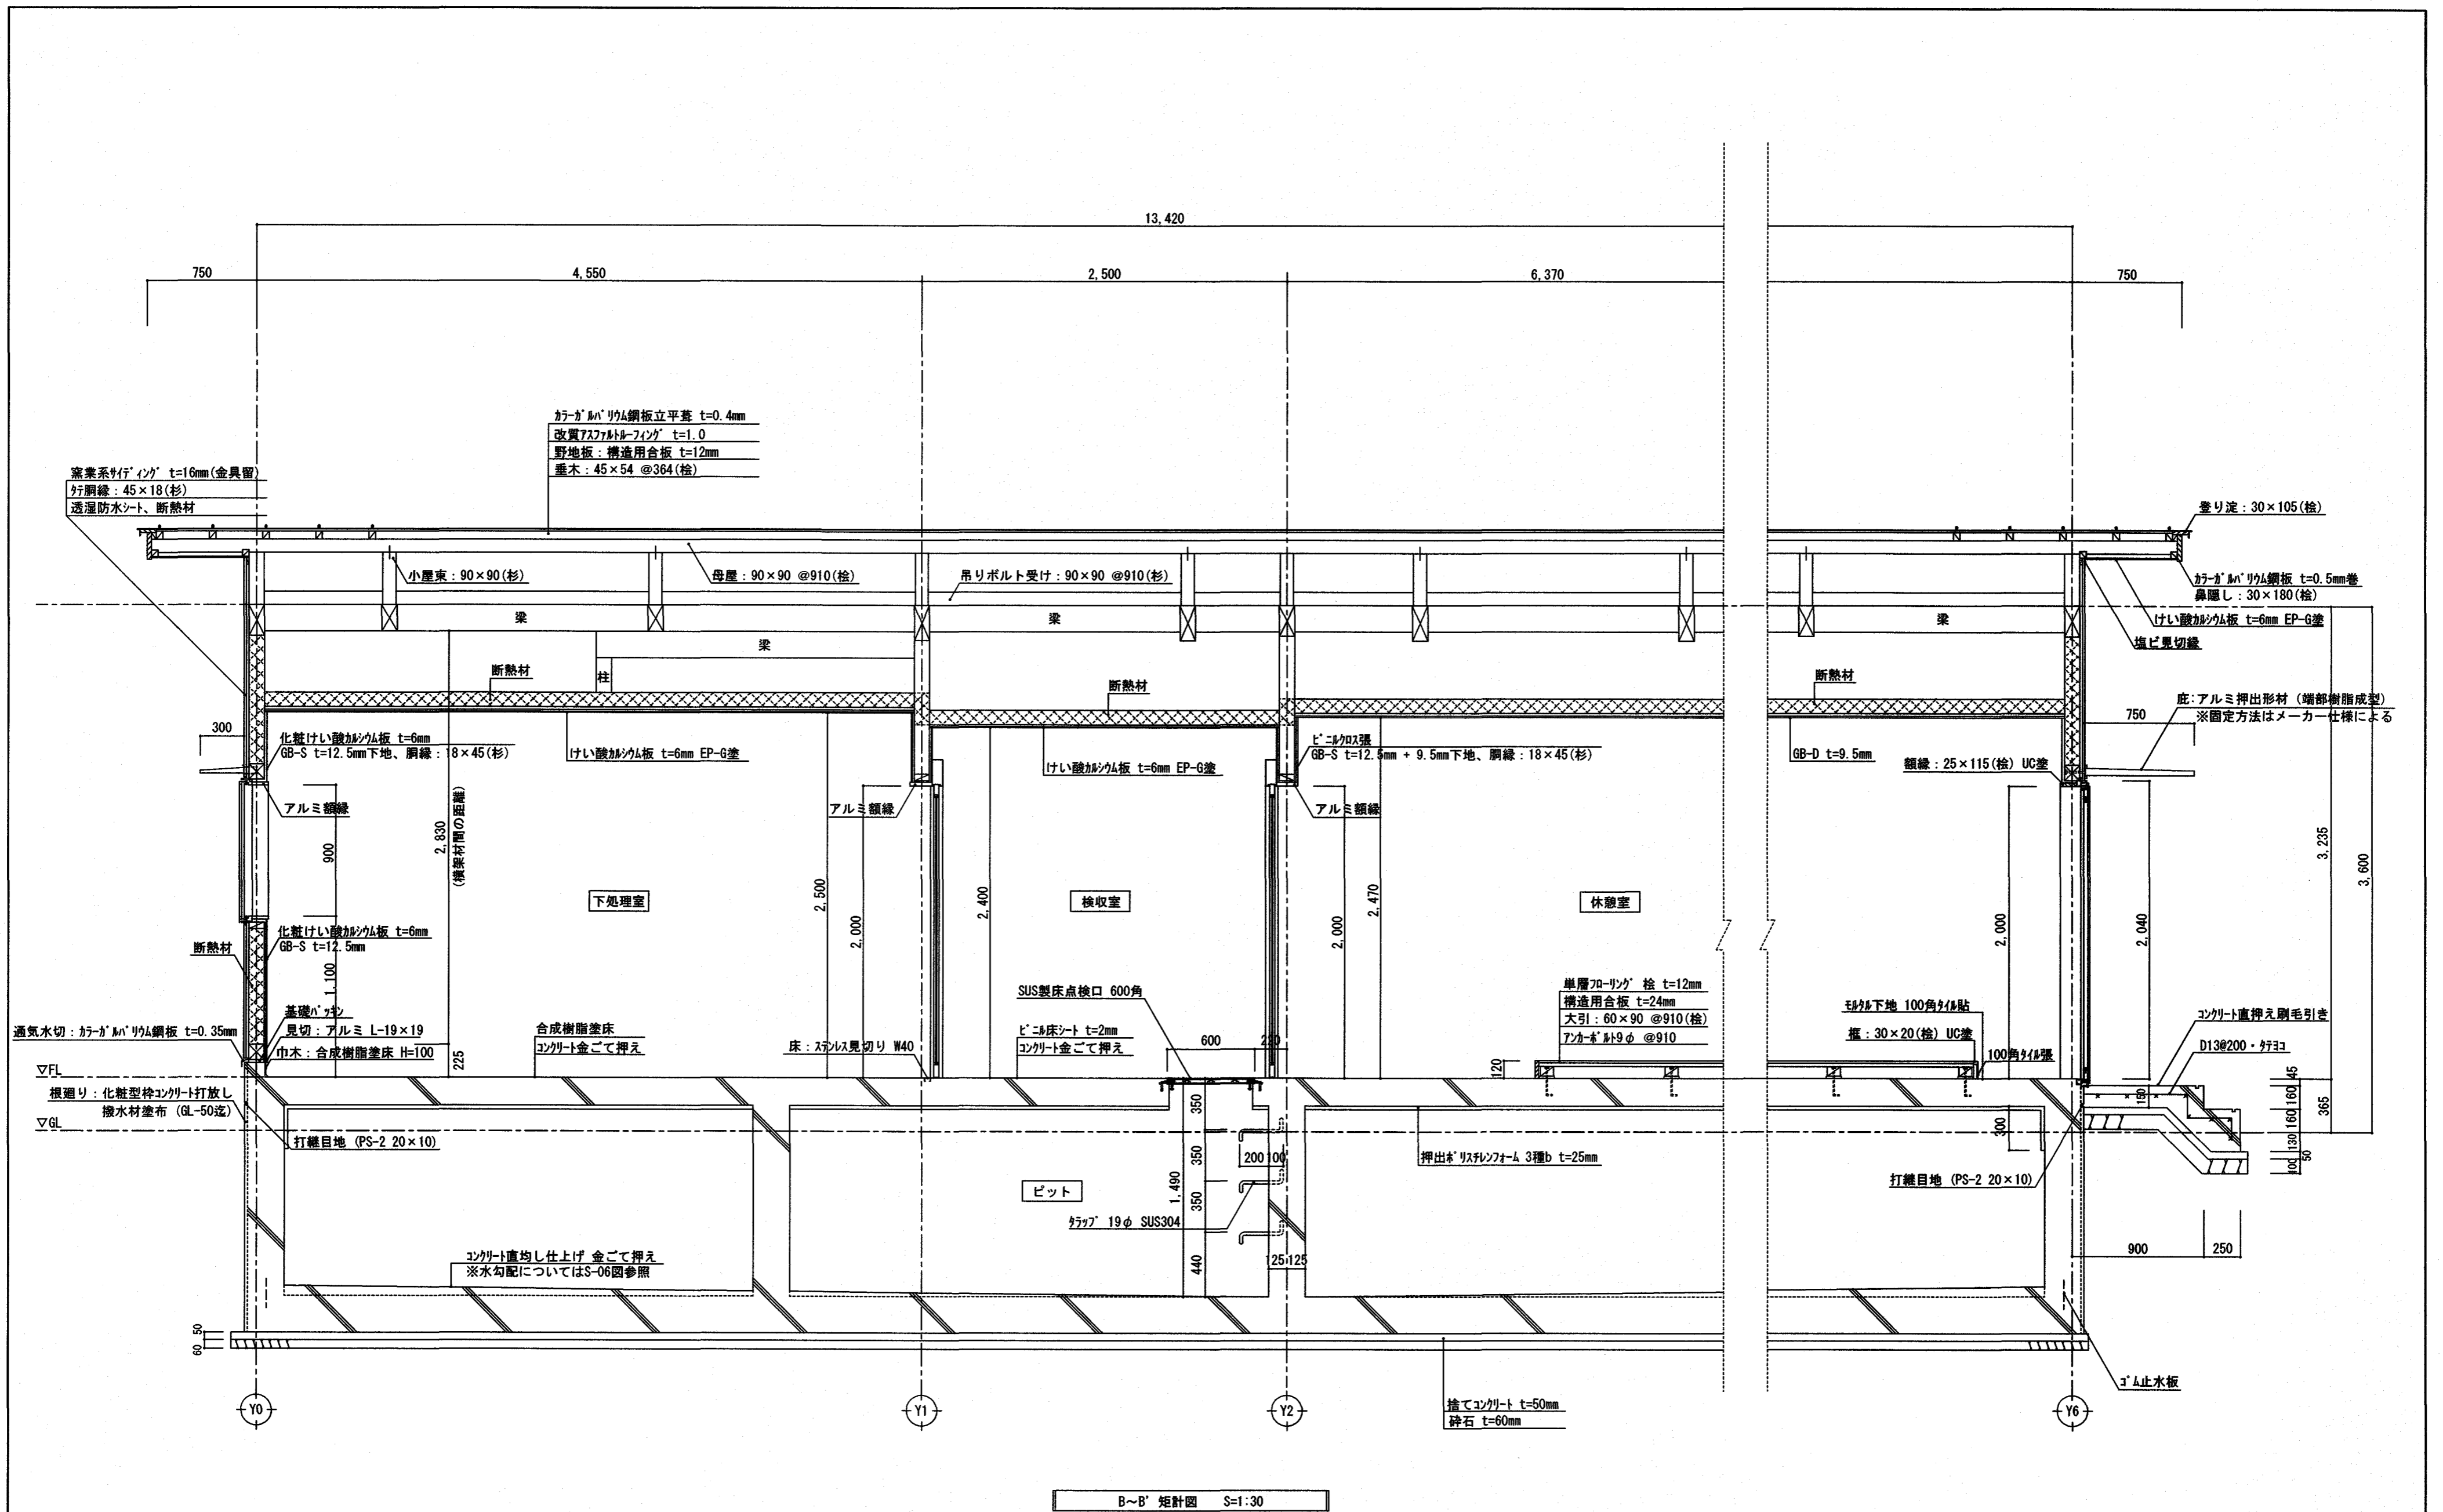 13,420
750
4,550
2,500
6,370
750
カラーガルバリウム鋼板立平葺 t=0.4mm
改質アスファルトルーフィング t=1.0
野地板：構造用合板 t=12mm
垂木：45×54 @364(桧)
窯業系サイディング t=16mm(金具留)
タテ胴縁：45×18(杉)
透湿防水シート、断熱材
登り淀：30×105(桧)
小屋束：90×90(杉)
母屋：90×90 @910(桧)
吊りボルト受け：90×90 @910(杉)
カラーガルバリウム鋼板 t=0.5mm巻
鼻隠し：30×180(桧)
けい酸カルシウム板 t=6mm EP-G塗
塩ビ見切縁
梁
梁
梁
梁
柱
断熱材
断熱材
断熱材
庇：アルミ押出形材（端部樹脂成型）
※固定方法はメーカー仕様による
300
750
化粧けい酸カルシウム板 t=6mm
GB-S t=12.5mm下地、胴縁：18×45(杉)
けい酸カルシウム板 t=6mm EP-G塗
けい酸カルシウム板 t=6mm EP-G塗
ビニルクロス張
GB-S t=12.5mm + 9.5mm下地、胴縁：18×45(杉)
GB-D t=9.5mm
額縁：25×115(桧) UC塗
アルミ額縁
アルミ額縁
アルミ額縁
900
2,830
(横架材間の距離)
2,500
2,000
2,400
2,000
2,470
2,000
2,040
3,235
3,600
下処理室
検収室
休憩室
化粧けい酸カルシウム板 t=6mm
GB-S t=12.5mm
断熱材
1,100
基礎パッキン
見切：アルミ L-19×19
巾木：合成樹脂塗床 H=100
通気水切：カラーガルバリウム鋼板 t=0.35mm
225
合成樹脂塗床
コンクリート金ごて押え
床：ステンレス見切り W40
SUS製床点検口 600角
ビニル床シート t=2mm
コンクリート金ごて押え
600
220
単層フローリング 桧 t=12mm
構造用合板 t=24mm
大引：60×90 @910(桧)
アンカーボルト9φ @910
120
モルタル下地 100角タイル貼
框：30×20(桧) UC塗
100角タイル張
コンクリート直押え刷毛引き
D13@200・タテヨコ
▽FL
根廻り：化粧型枠コンクリート打放し
撥水材塗布 (GL-50迄)
▽GL
打継目地 (PS-2 20×10)
350
350
350
440
1,490
200
100
タラップ 19φ SUS304
ピット
125
125
押出ポリスチレンフォーム 3種b t=25mm
300
150
45
160
160
130
50
100
365
打継目地 (PS-2 20×10)
コンクリート直均し仕上げ 金ごて押え
※水勾配についてはS-06図参照
900
250
50
60
ゴム止水板
捨てコンクリート t=50mm
砕石 t=60mm
Y0
Y1
Y2
Y6
B～B' 矩計図 S=1:30